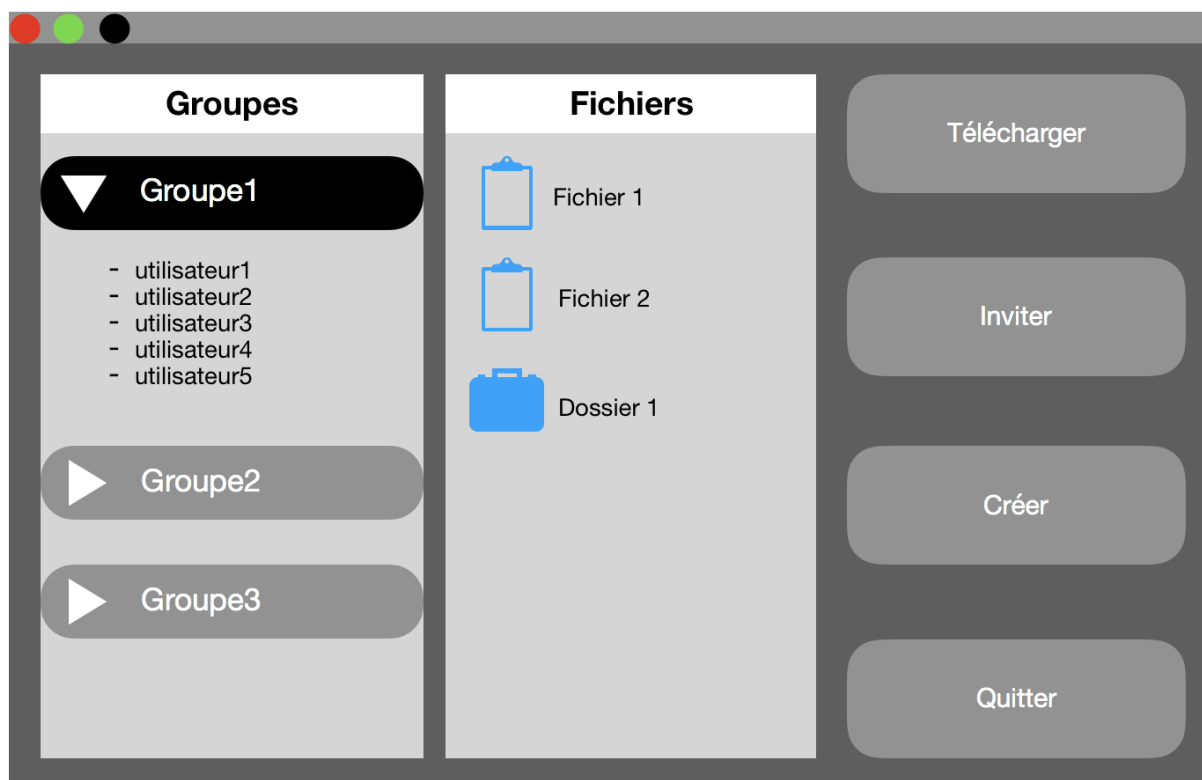 Groupes
Groupe1
- utilisateur1
- utilisateur2
- utilisateur3
- utilisateur4
- utilisateur5
Groupe2
Groupe3
Fichiers
Fichier 1
Fichier 2
Dossier 1
Télécharger
Inviter
Créer
Quitter